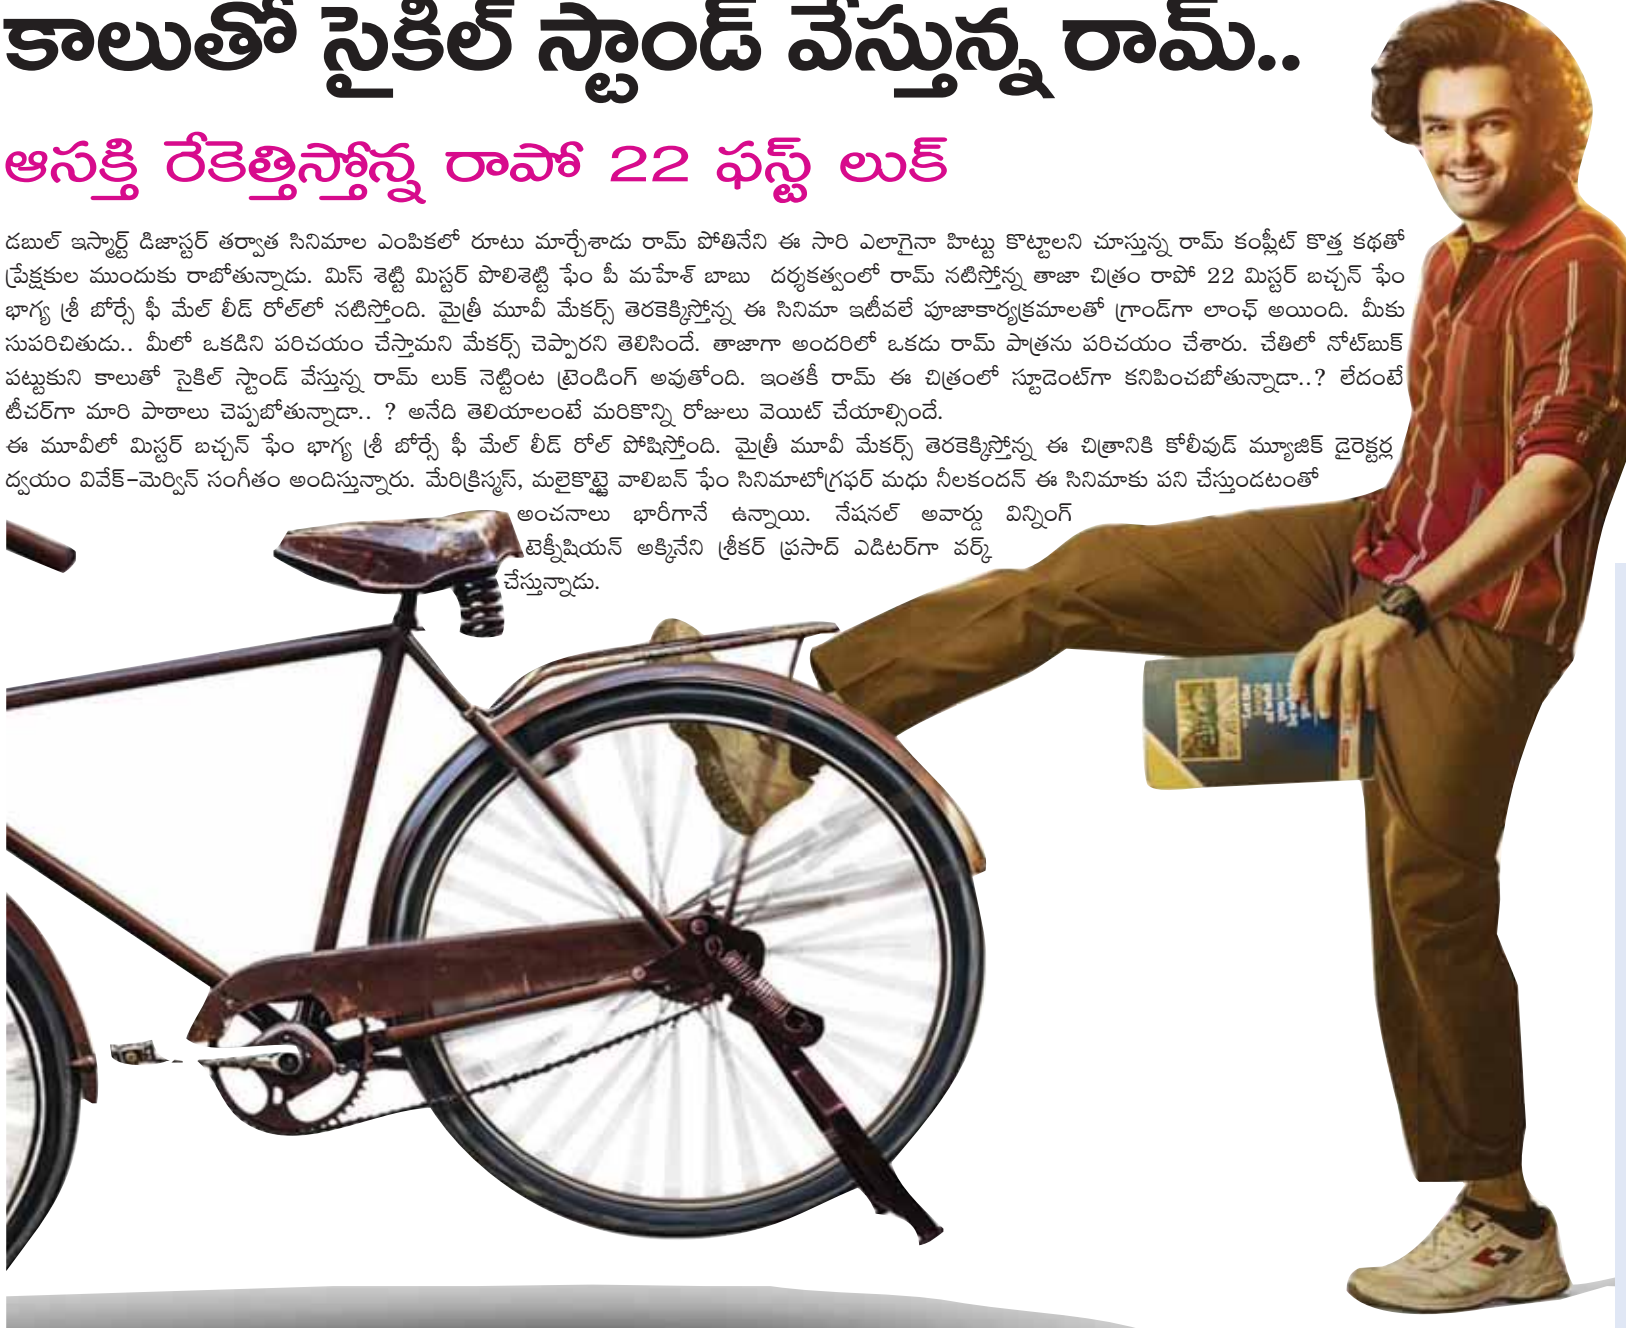 కాలుతో సైకిల్ స్టాండ్ వేస్తున్న రామ్..
ఆసక్తి రేకెత్తిస్తోన్న రాపో 22 ఫస్ట్ లుక్
డబుల్ ఇస్మార్ట్ డిజాస్టర్ తర్వాత సినిమాల ఎంపికలో రూటు మార్చేశాడు రామ్ పోతినేని ఈ సారి ఎలాగైనా హిట్టు కొట్టాలని చూస్తున్న రామ్ కంప్లీట్ కొత్త కథతో
ప్రేక్షకుల ముందుకు రాబోతున్నాడు. మిస్ శెట్టి మిస్టర్ పొలిశెట్టి ఫేం పీ మహేశ్ బాబు దర్శకత్వంలో రామ్ నటిస్తోన్న తాజా చిత్రం రాపో 22 మిస్టర్ బచ్చన్ ఫేం
భాగ్య శ్రీ బోర్సే ఫీ మేల్ లీడ్ రోల్‌లో నటిస్తోంది. మైత్రీ మూవీ మేకర్స్ తెరకెక్కిస్తోన్న ఈ సినిమా ఇటీవలే పూజాకార్యక్రమాలతో గ్రాండ్‌గా లాంఛ్ అయింది. మీకు
సుపరిచితుడు.. మీలో ఒకడిని పరిచయం చేస్తామని మేకర్స్ చెప్పారని తెలిసిందే. తాజాగా అందరిలో ఒకడు రామ్ పాత్రను పరిచయం చేశారు. చేతిలో నోట్‌బుక్
పట్టుకుని కాలుతో సైకిల్ స్టాండ్ వేస్తున్న రామ్ లుక్ నెట్టింట ట్రెండింగ్ అవుతోంది. ఇంతకీ రామ్ ఈ చిత్రంలో స్టూడెంట్‌గా కనిపించబోతున్నాడా..? లేదంటే
టీచర్‌గా మారి పాఠాలు చెప్పబోతున్నాడా.. ? అనేది తెలియాలంటే మరికొన్ని రోజులు వెయిట్ చేయాల్సిందే.
ఈ మూవీలో మిస్టర్ బచ్చన్ ఫేం భాగ్య శ్రీ బోర్సే ఫీ మేల్ లీడ్ రోల్ పోషిస్తోంది. మైత్రీ మూవీ మేకర్స్ తెరకెక్కిస్తోన్న ఈ చిత్రానికి కోలీవుడ్ మ్యూజిక్ డైరెక్టర్ల
ద్వయం వివేక్-మెర్విన్ సంగీతం అందిస్తున్నారు. మేరిక్రిస్మస్, మలైకొట్టై వాలిబన్ ఫేం సినిమాటోగ్రఫర్ మధు నీలకందన్ ఈ సినిమాకు పని చేస్తుండటంతో
అంచనాలు భారీగానే ఉన్నాయి. నేషనల్ అవార్డు విన్నింగ్
టెక్నీషియన్ అక్కినేని శ్రీకర్ ప్రసాద్ ఎడిటర్‌గా వర్క్
చేస్తున్నాడు.